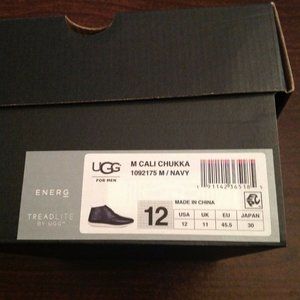 UGG
FOR MEN
M CALI CHUKKA
1092175 M / NAVY
ENERG
TREADLITE
BY UGG™
12
MADE IN CHINA
USA UK EU JAPAN
12 11 45.5 30